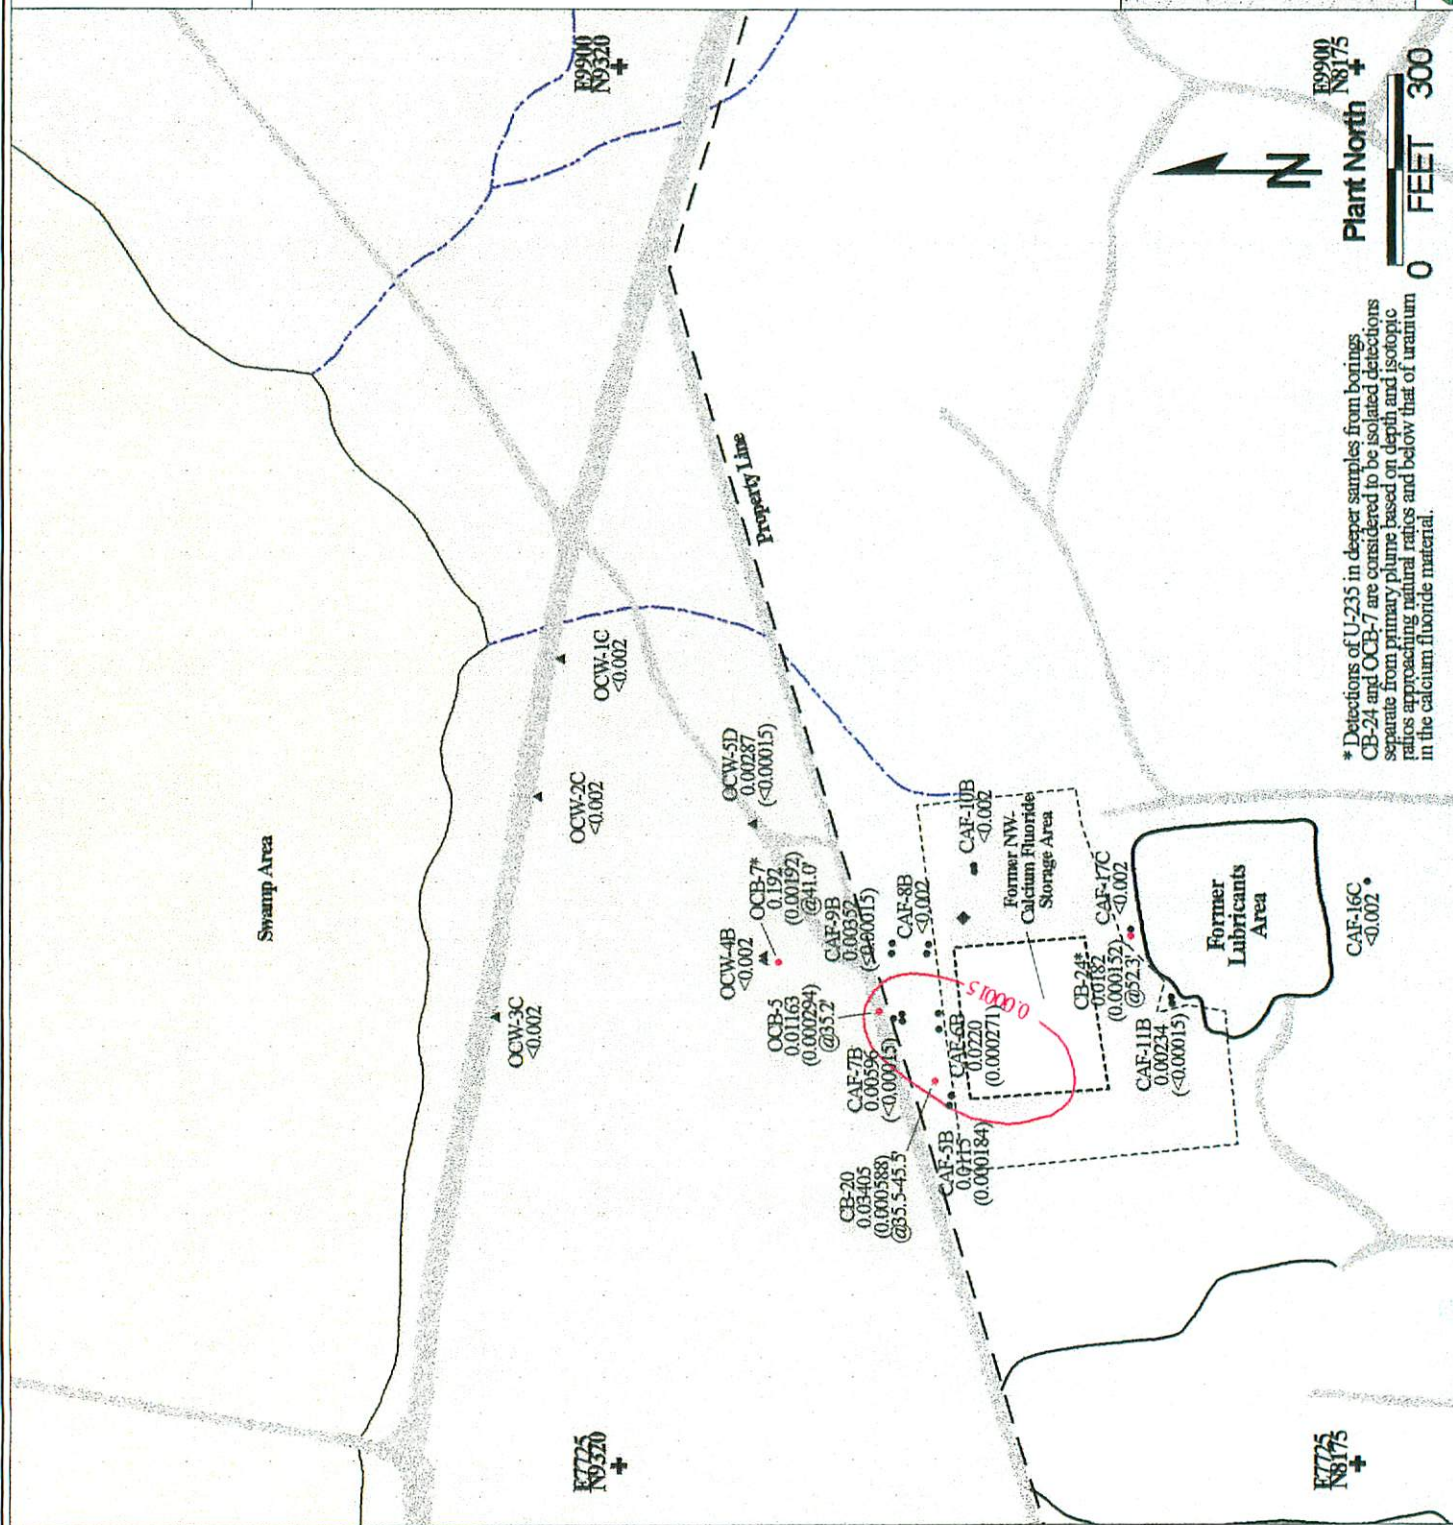 E9900
N9320
E9900
N8175
Plant North
N
0 FEET 300
Swamp Area
Property Line
OCW-1C
<0.002
OCW-2C
<0.002
OCW-3C
<0.002
OCW-5D
0.00287
(<0.00015)
OCW-4B
<0.002
OCB-7*
0.192
(0.00192)
@41.0'
OCB-5
0.01163
(0.000294)
@35.2'
CAF-9B
0.00352
(<0.00015)
CAF-8B
<0.002
CAF-7B
0.00596
(<0.00015)
CAF-10B
<0.002
Former NW-
Calcium Fluoride
Storage Area
0.00015
CAF-6B
0.0220
(0.000271)
CB-20
0.03405
(0.000588)
@35.5-45.5'
CAF-5B
0.0115
(0.000184)
CAF-17C
<0.002
CB-24*
0.0182
(0.000152)
@52.3'
CAF-11B
0.00234
(<0.00015)
Former
Lubricants
Area
CAF-16C
<0.002
* Detections of U-235 in deeper samples from borings
CB-24 and OCB-7 are considered to be isolated detections
separate from primary plume based on depth and isotopic
ratios approaching natural ratios and below that of uranium
in the calcium fluoride material.
E7725
N9320
E7725
N8175